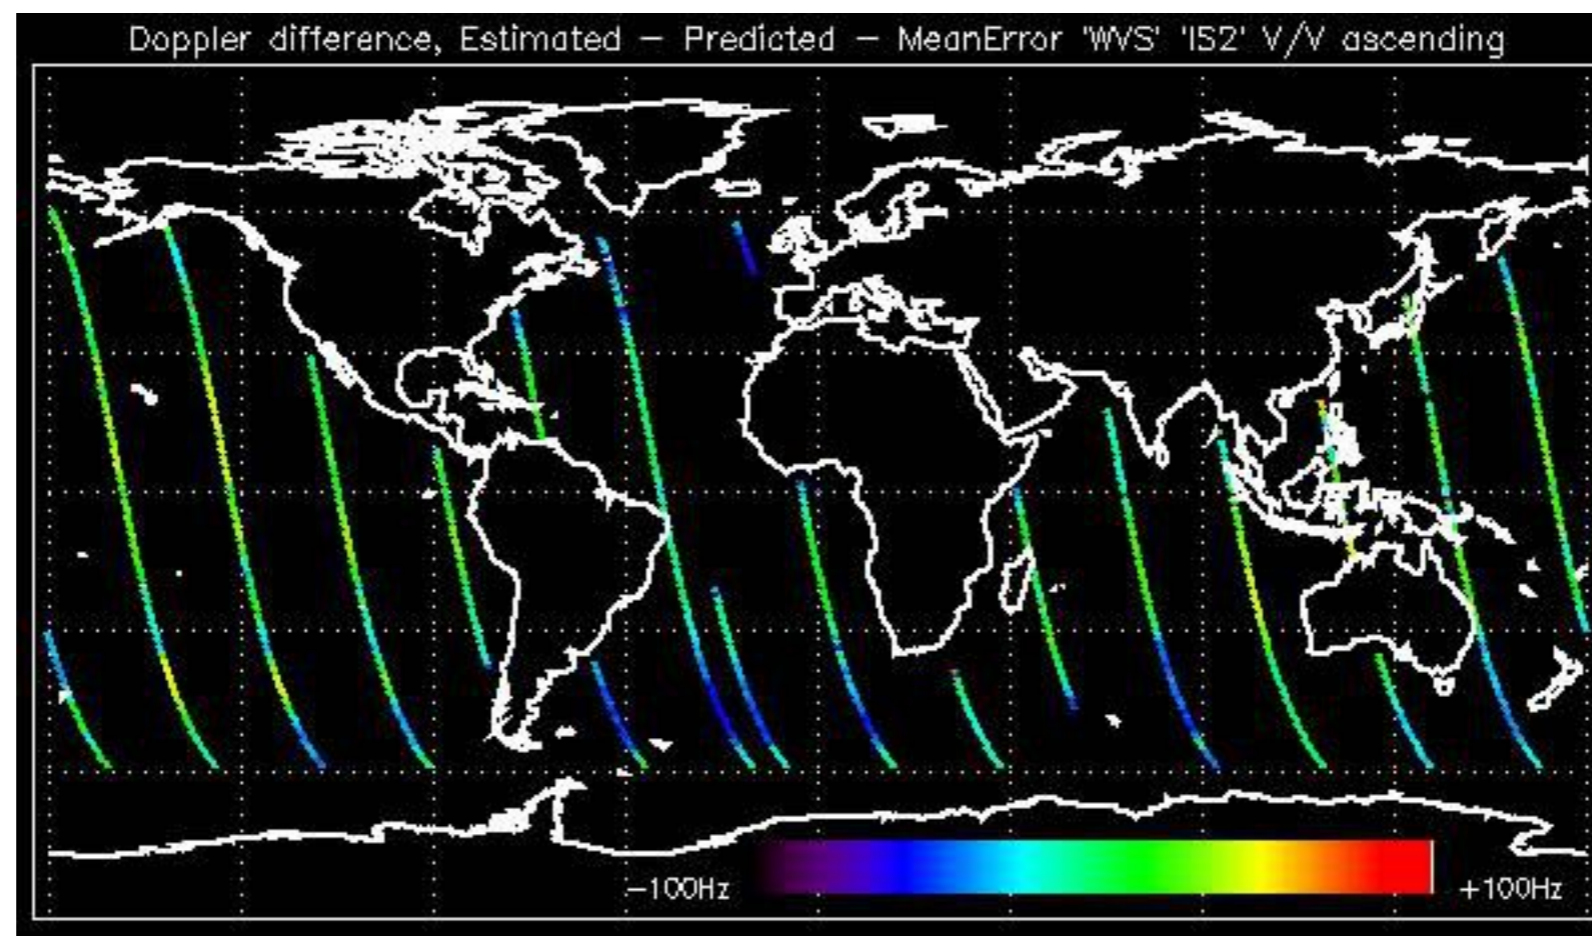 Doppler difference, Estimated – Predicted – MeanError 'WVS' 'IS2' V/V ascending
–100Hz
+100Hz